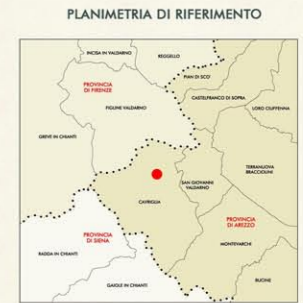 PLANIMETRIA DI RIFERIMENTO
INCISA IN VALDARNO
REGGELLO
PIAN DI SCO'
PROVINCIA
DI FIRENZE
CASTELFRANCO DI SOPRA
LORO CIUFFENNA
FIGLINE VALDARNO
GREVE IN CHIANTI
TERRANUOVA
BRACCIOLINI
SAN GIOVANNI
VALDARNO
CAVRIGLIA
PROVINCIA
DI AREZZO
PROVINCIA
DI SIENA
MONTEVARCHI
RADDA IN CHIANTI
GAIOLE IN CHIANTI
BUCINE